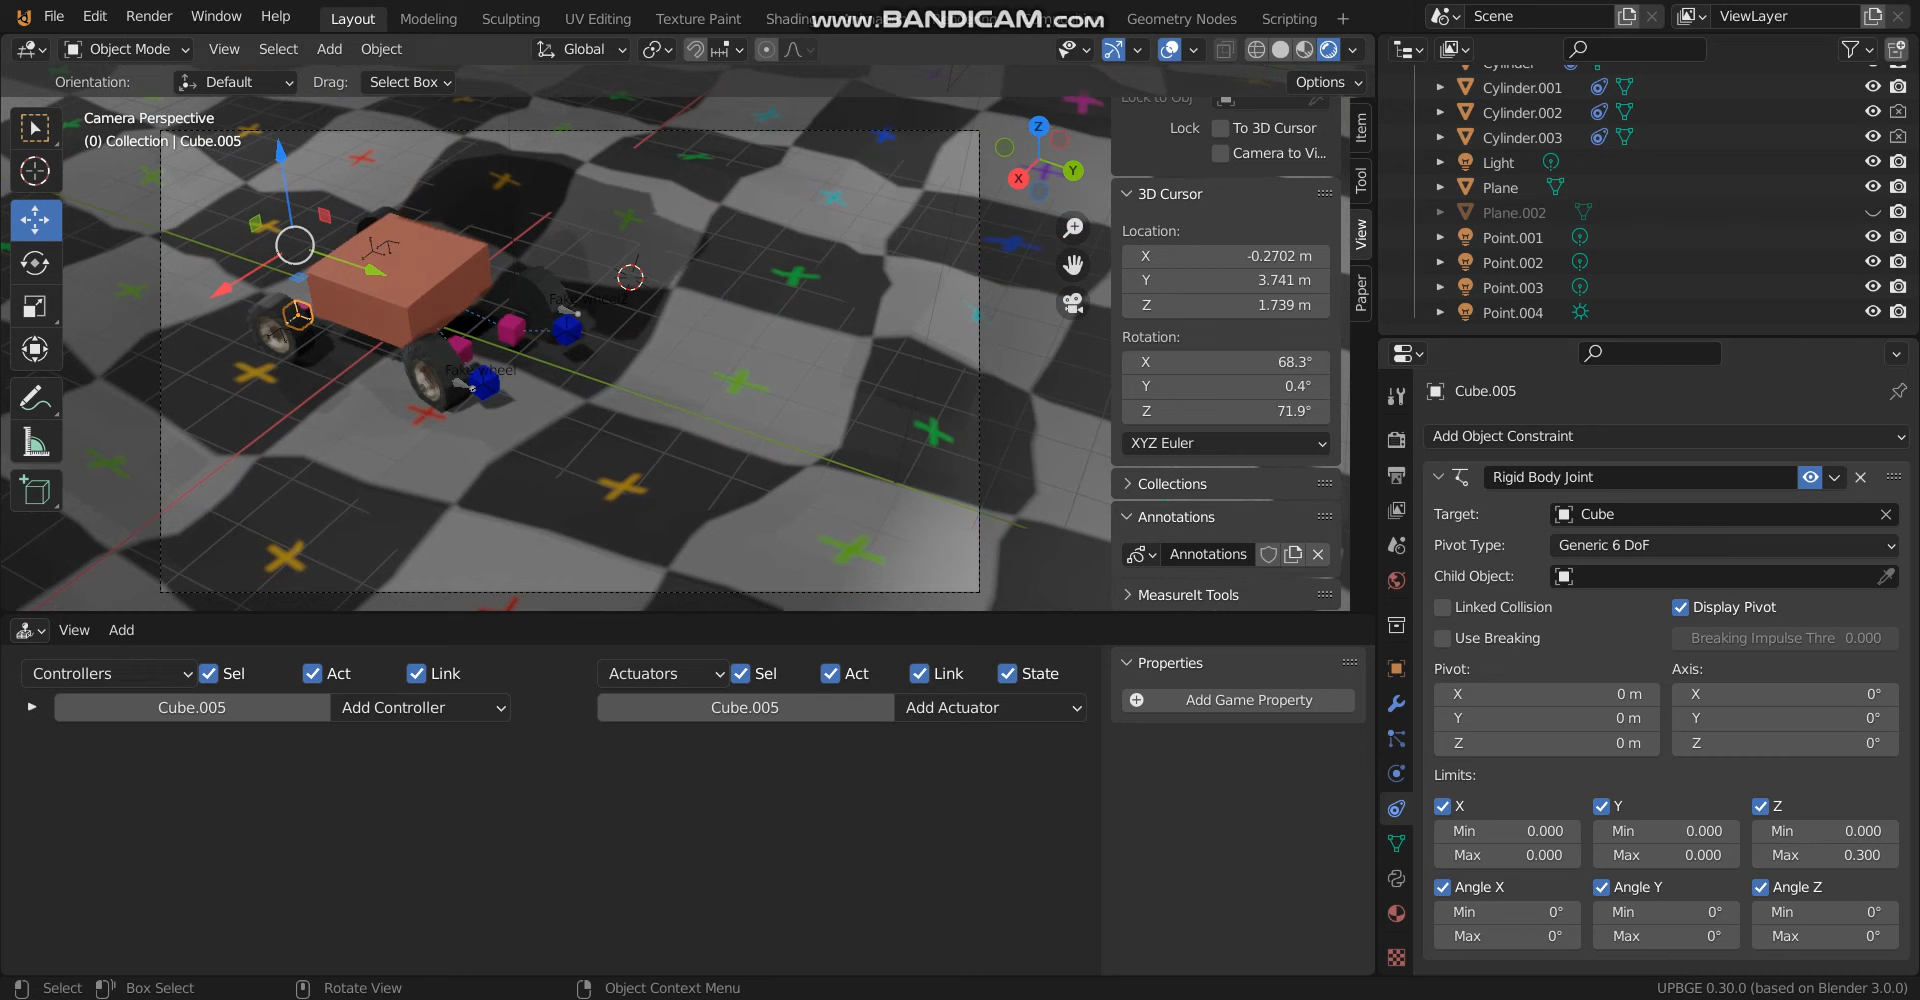 File Edit Render Window Help Layout Modeling Sculpting UV Editing Texture Paint Shading Geometry Nodes Scripting +
www.BANDICAM.com
Scene
ViewLayer
Object Mode View Select Add Object Global
Orientation: Default Drag: Select Box Options
Camera Perspective
(0) Collection | Cube.005
Z
Y
X
Fake wheel
Item
Tool
View
Paper
Lock to Obj
Lock To 3D Cursor
Camera to Vi...
3D Cursor
Location:
X -0.2702 m
Y 3.741 m
Z 1.739 m
Rotation:
X 68.3°
Y 0.4°
Z 71.9°
XYZ Euler
Collections
Annotations
Annotations
MeasureIt Tools
Cylinder
Cylinder.001
Cylinder.002
Cylinder.003
Light
Plane
Plane.002
Point.001
Point.002
Point.003
Point.004
Cube.005
Add Object Constraint
Rigid Body Joint
Target: Cube
Pivot Type: Generic 6 DoF
Child Object:
Linked Collision Display Pivot
Use Breaking Breaking Impulse Thre 0.000
Pivot: Axis:
X 0 m X 0°
Y 0 m Y 0°
Z 0 m Z 0°
Limits:
X Y Z
Min 0.000 Min 0.000 Min 0.000
Max 0.000 Max 0.000 Max 0.300
Angle X Angle Y Angle Z
Min 0° Min 0° Min 0°
Max 0° Max 0° Max 0°
View Add
Controllers Sel Act Link Actuators Sel Act Link State
Cube.005 Add Controller Cube.005 Add Actuator
Properties
Add Game Property
Select Box Select Rotate View Object Context Menu
UPBGE 0.30.0 (based on Blender 3.0.0)